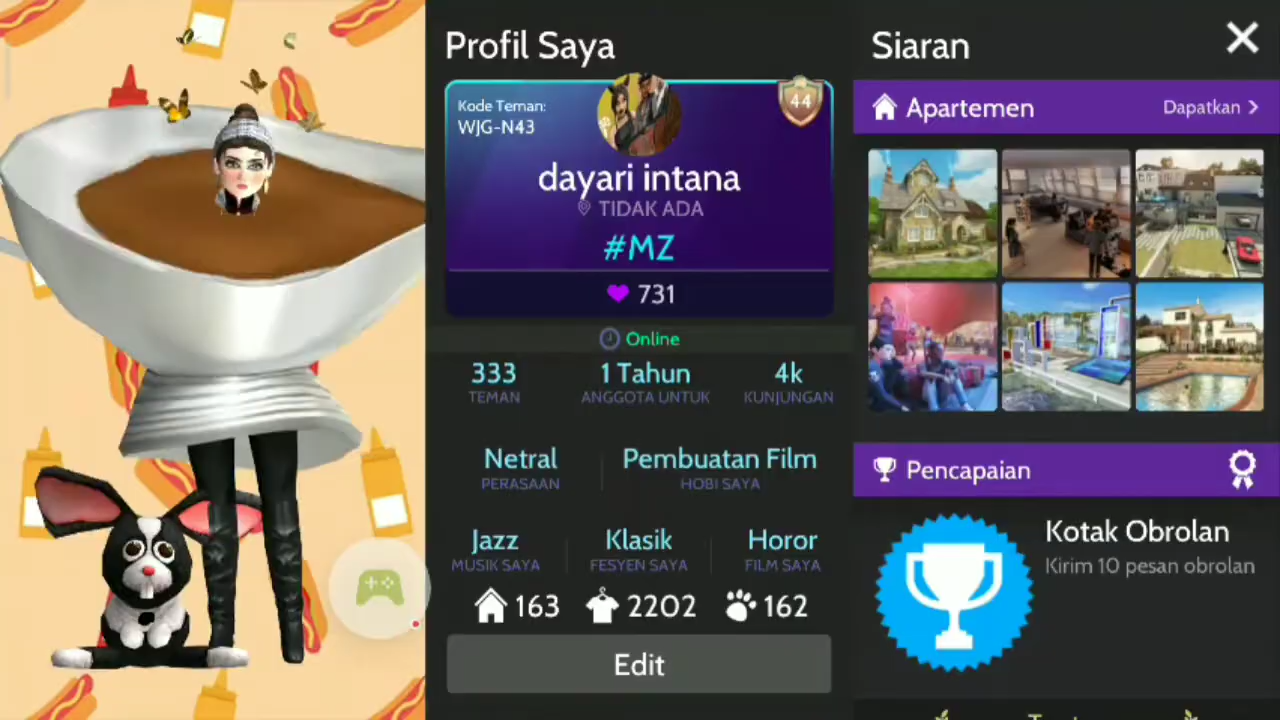 Profil Saya
Kode Teman:
WJG-N43
44
dayari intana
TIDAK ADA
#MZ
731
Online
333
TEMAN
1 Tahun
ANGGOTA UNTUK
4k
KUNJUNGAN
Netral
PERASAAN
Pembuatan Film
HOBI SAYA
Jazz
MUSIK SAYA
Klasik
FESYEN SAYA
Horor
FILM SAYA
163
2202
162
Edit
Siaran
Apartemen
Dapatkan >
Pencapaian
Kotak Obrolan
Kirim 10 pesan obrolan